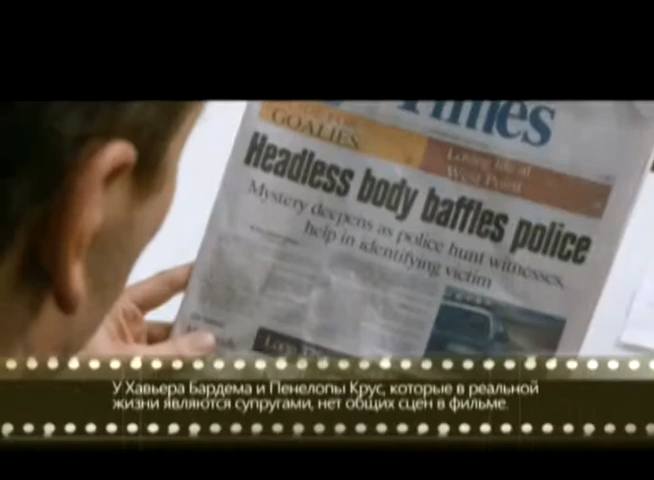 Times
GOALIES
Losing life at
West Point
Headless body baffles police
Mystery deepens as police hunt witnesses,
help in identifying victim
У Хавьера Бардема и Пенелопы Крус, которые в реальной
жизни являются супругами, нет общих сцен в фильме.